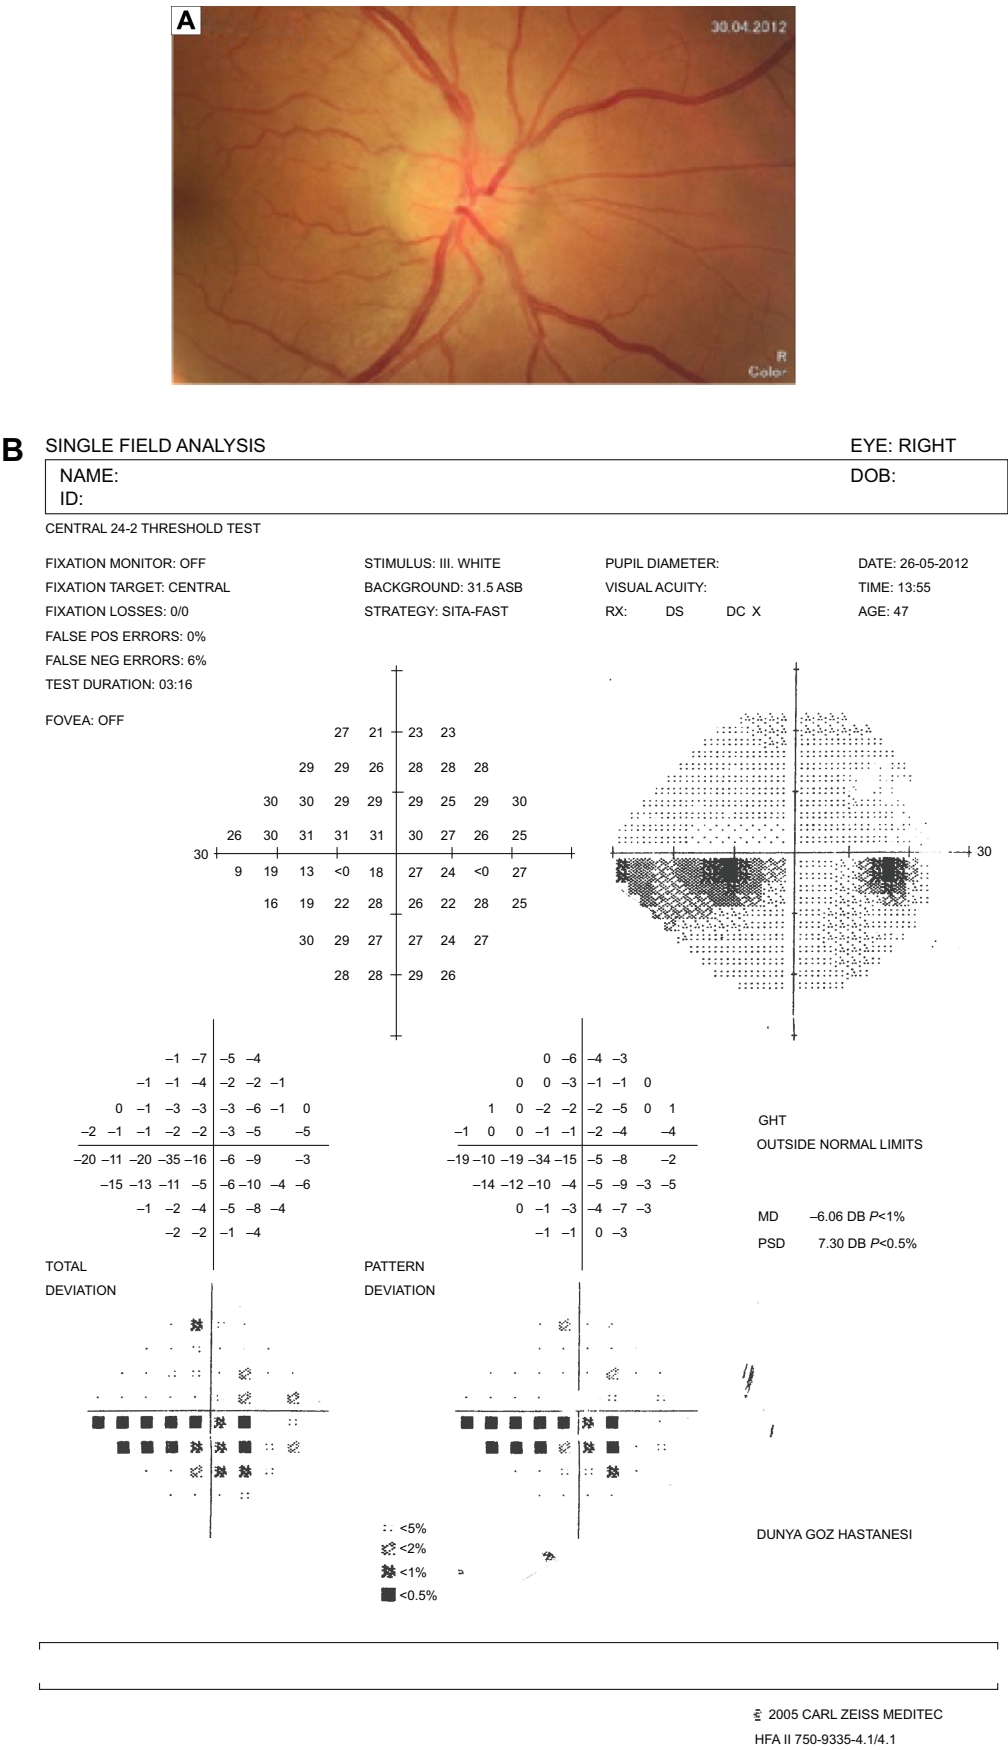 A
30.04.2012
R
Color
B SINGLE FIELD ANALYSIS EYE: RIGHT
NAME: DOB:
ID:
CENTRAL 24-2 THRESHOLD TEST
FIXATION MONITOR: OFF STIMULUS: III. WHITE PUPIL DIAMETER: DATE: 26-05-2012
FIXATION TARGET: CENTRAL BACKGROUND: 31.5 ASB VISUAL ACUITY: TIME: 13:55
FIXATION LOSSES: 0/0 STRATEGY: SITA-FAST RX: DS DC X AGE: 47
FALSE POS ERRORS: 0%
FALSE NEG ERRORS: 6%
TEST DURATION: 03:16
FOVEA: OFF
27 21 23 23
29 29 26 28 28 28
30 30 29 29 29 25 29 30
26 30 31 31 31 30 27 26 25
30 30
9 19 13 <0 18 27 24 <0 27
16 19 22 28 26 22 28 25
30 29 27 27 24 27
28 28 29 26
–1 –7 –5 –4 0 –6 –4 –3
–1 –1 –4 –2 –2 –1 0 0 –3 –1 –1 0
0 –1 –3 –3 –3 –6 –1 0 1 0 –2 –2 –2 –5 0 1
–2 –1 –1 –2 –2 –3 –5 –5 –1 0 0 –1 –1 –2 –4 –4
–20 –11 –20 –35 –16 –6 –9 –3 –19 –10 –19 –34 –15 –5 –8 –2
–15 –13 –11 –5 –6 –10 –4 –6 –14 –12 –10 –4 –5 –9 –3 –5
–1 –2 –4 –5 –8 –4 0 –1 –3 –4 –7 –3
–2 –2 –1 –4 –1 –1 0 –3
GHT
OUTSIDE NORMAL LIMITS
MD –6.06 DB P<1%
PSD 7.30 DB P<0.5%
TOTAL PATTERN
DEVIATION DEVIATION
<5%
<2%
<1%
<0.5%
DUNYA GOZ HASTANESI
2005 CARL ZEISS MEDITEC
HFA II 750-9335-4.1/4.1